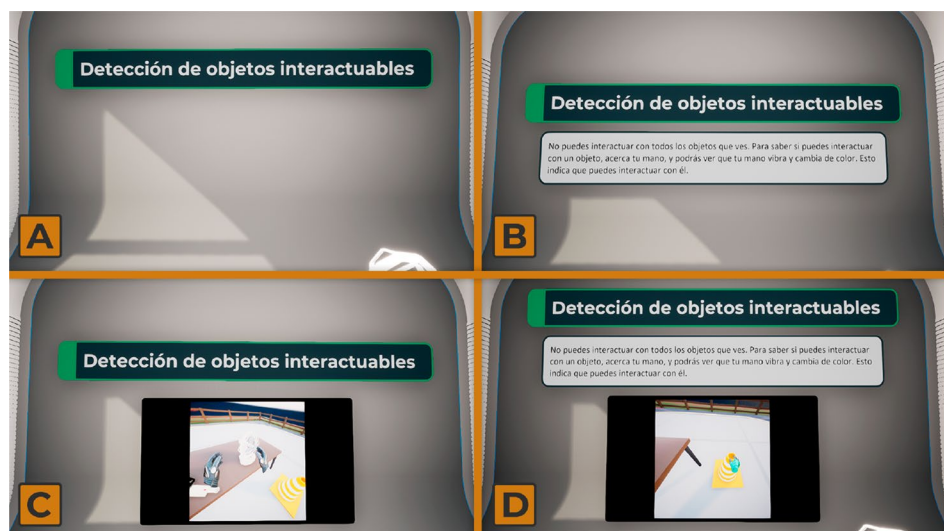 Detección de objetos interactuables
A
Detección de objetos interactuables
No puedes interactuar con todos los objetos que ves. Para saber si puedes interactuar
con un objeto, acerca tu mano, y podrás ver que tu mano vibra y cambia de color. Esto
indica que puedes interactuar con él.
B
Detección de objetos interactuables
C
Detección de objetos interactuables
No puedes interactuar con todos los objetos que ves. Para saber si puedes interactuar
con un objeto, acerca tu mano, y podrás ver que tu mano vibra y cambia de color. Esto
indica que puedes interactuar con él.
D